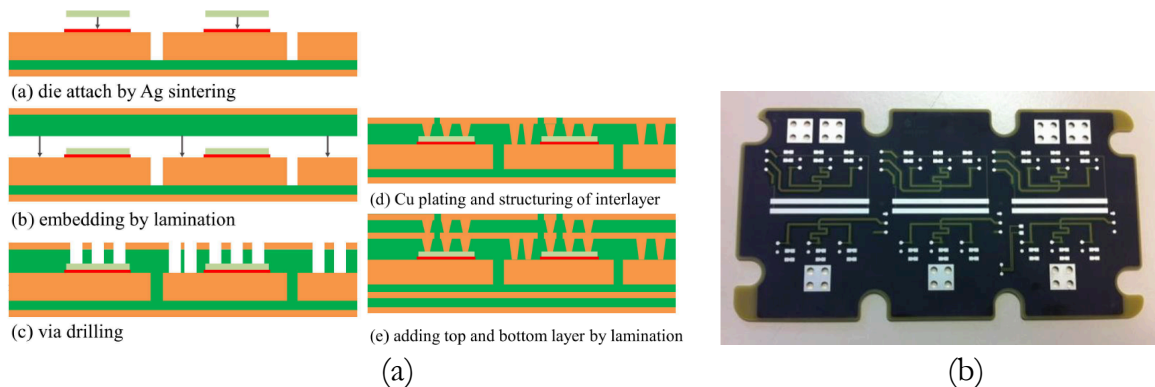 (a) die attach by Ag sintering
(b) embedding by lamination
(c) via drilling
(d) Cu plating and structuring of interlayer
(e) adding top and bottom layer by lamination
(a)
(b)